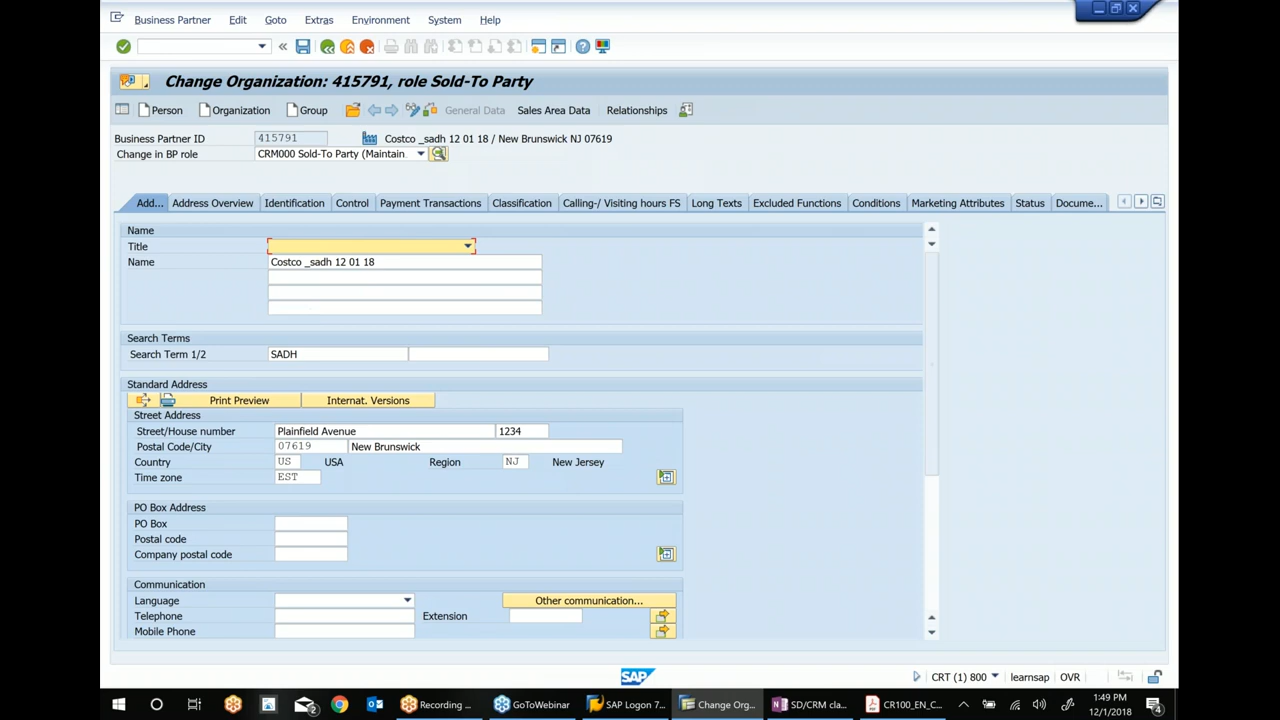 Business Partner Edit Goto Extras Environment System Help
Change Organization: 415791, role Sold-To Party
Person Organization Group General Data Sales Area Data Relationships
Business Partner ID 415791 Costco _sadh 12 01 18 / New Brunswick NJ 07619
Change in BP role CRM000 Sold-To Party (Maintain
Add... Address Overview Identification Control Payment Transactions Classification Calling-/ Visiting hours FS Long Texts Excluded Functions Conditions Marketing Attributes Status Docume...
Name
Title
Name Costco _sadh 12 01 18
Search Terms
Search Term 1/2 SADH
Standard Address
Print Preview Internat. Versions
Street Address
Street/House number Plainfield Avenue 1234
Postal Code/City 07619 New Brunswick
Country US USA Region NJ New Jersey
Time zone EST
PO Box Address
PO Box
Postal code
Company postal code
Communication
Language Other communication...
Telephone Extension
Mobile Phone
SAP CRT (1) 800 learnsap OVR
Recording ... GoToWebinar SAP Logon 7... Change Org... SD/CRM cla... CR100_EN_C... 1:49 PM
12/1/2018